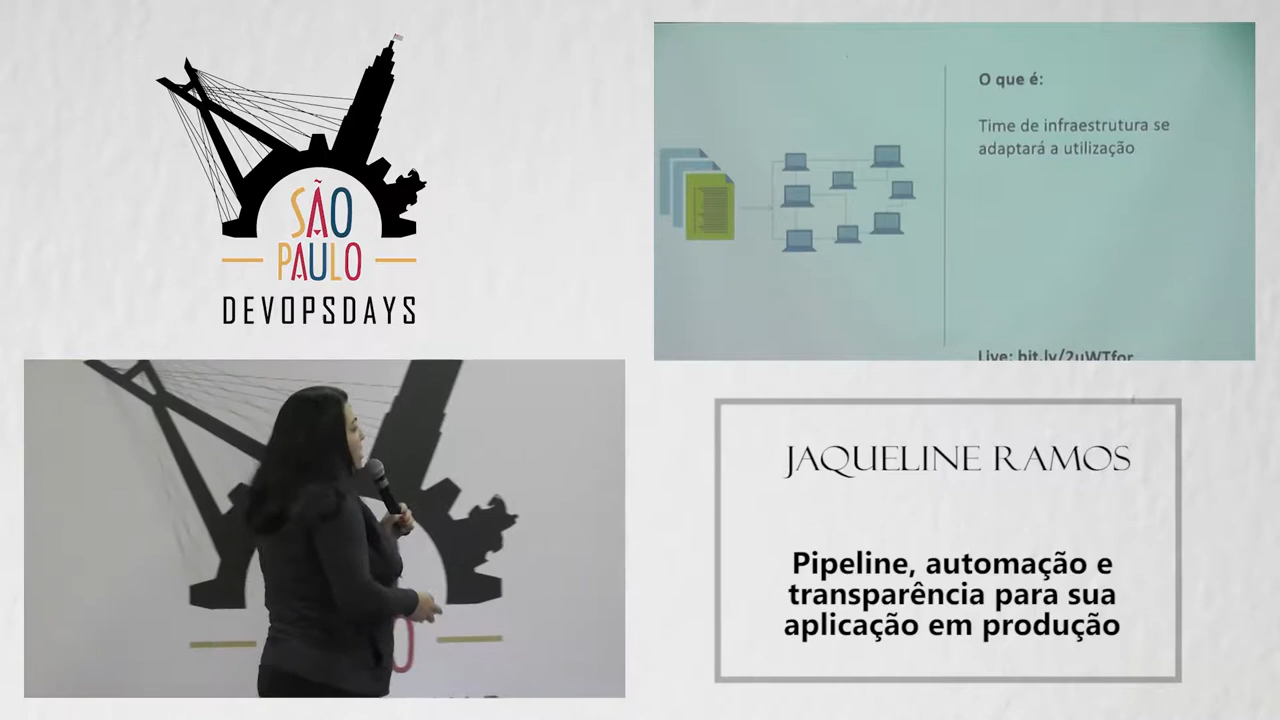 SÃO
PAULO
DEVOPSDAYS
O que é:
Time de infraestrutura se
adaptará a utilização
Live: bit.ly/2uWTfor
JAQUELINE RAMOS
Pipeline, automação e
transparência para sua
aplicação em produção